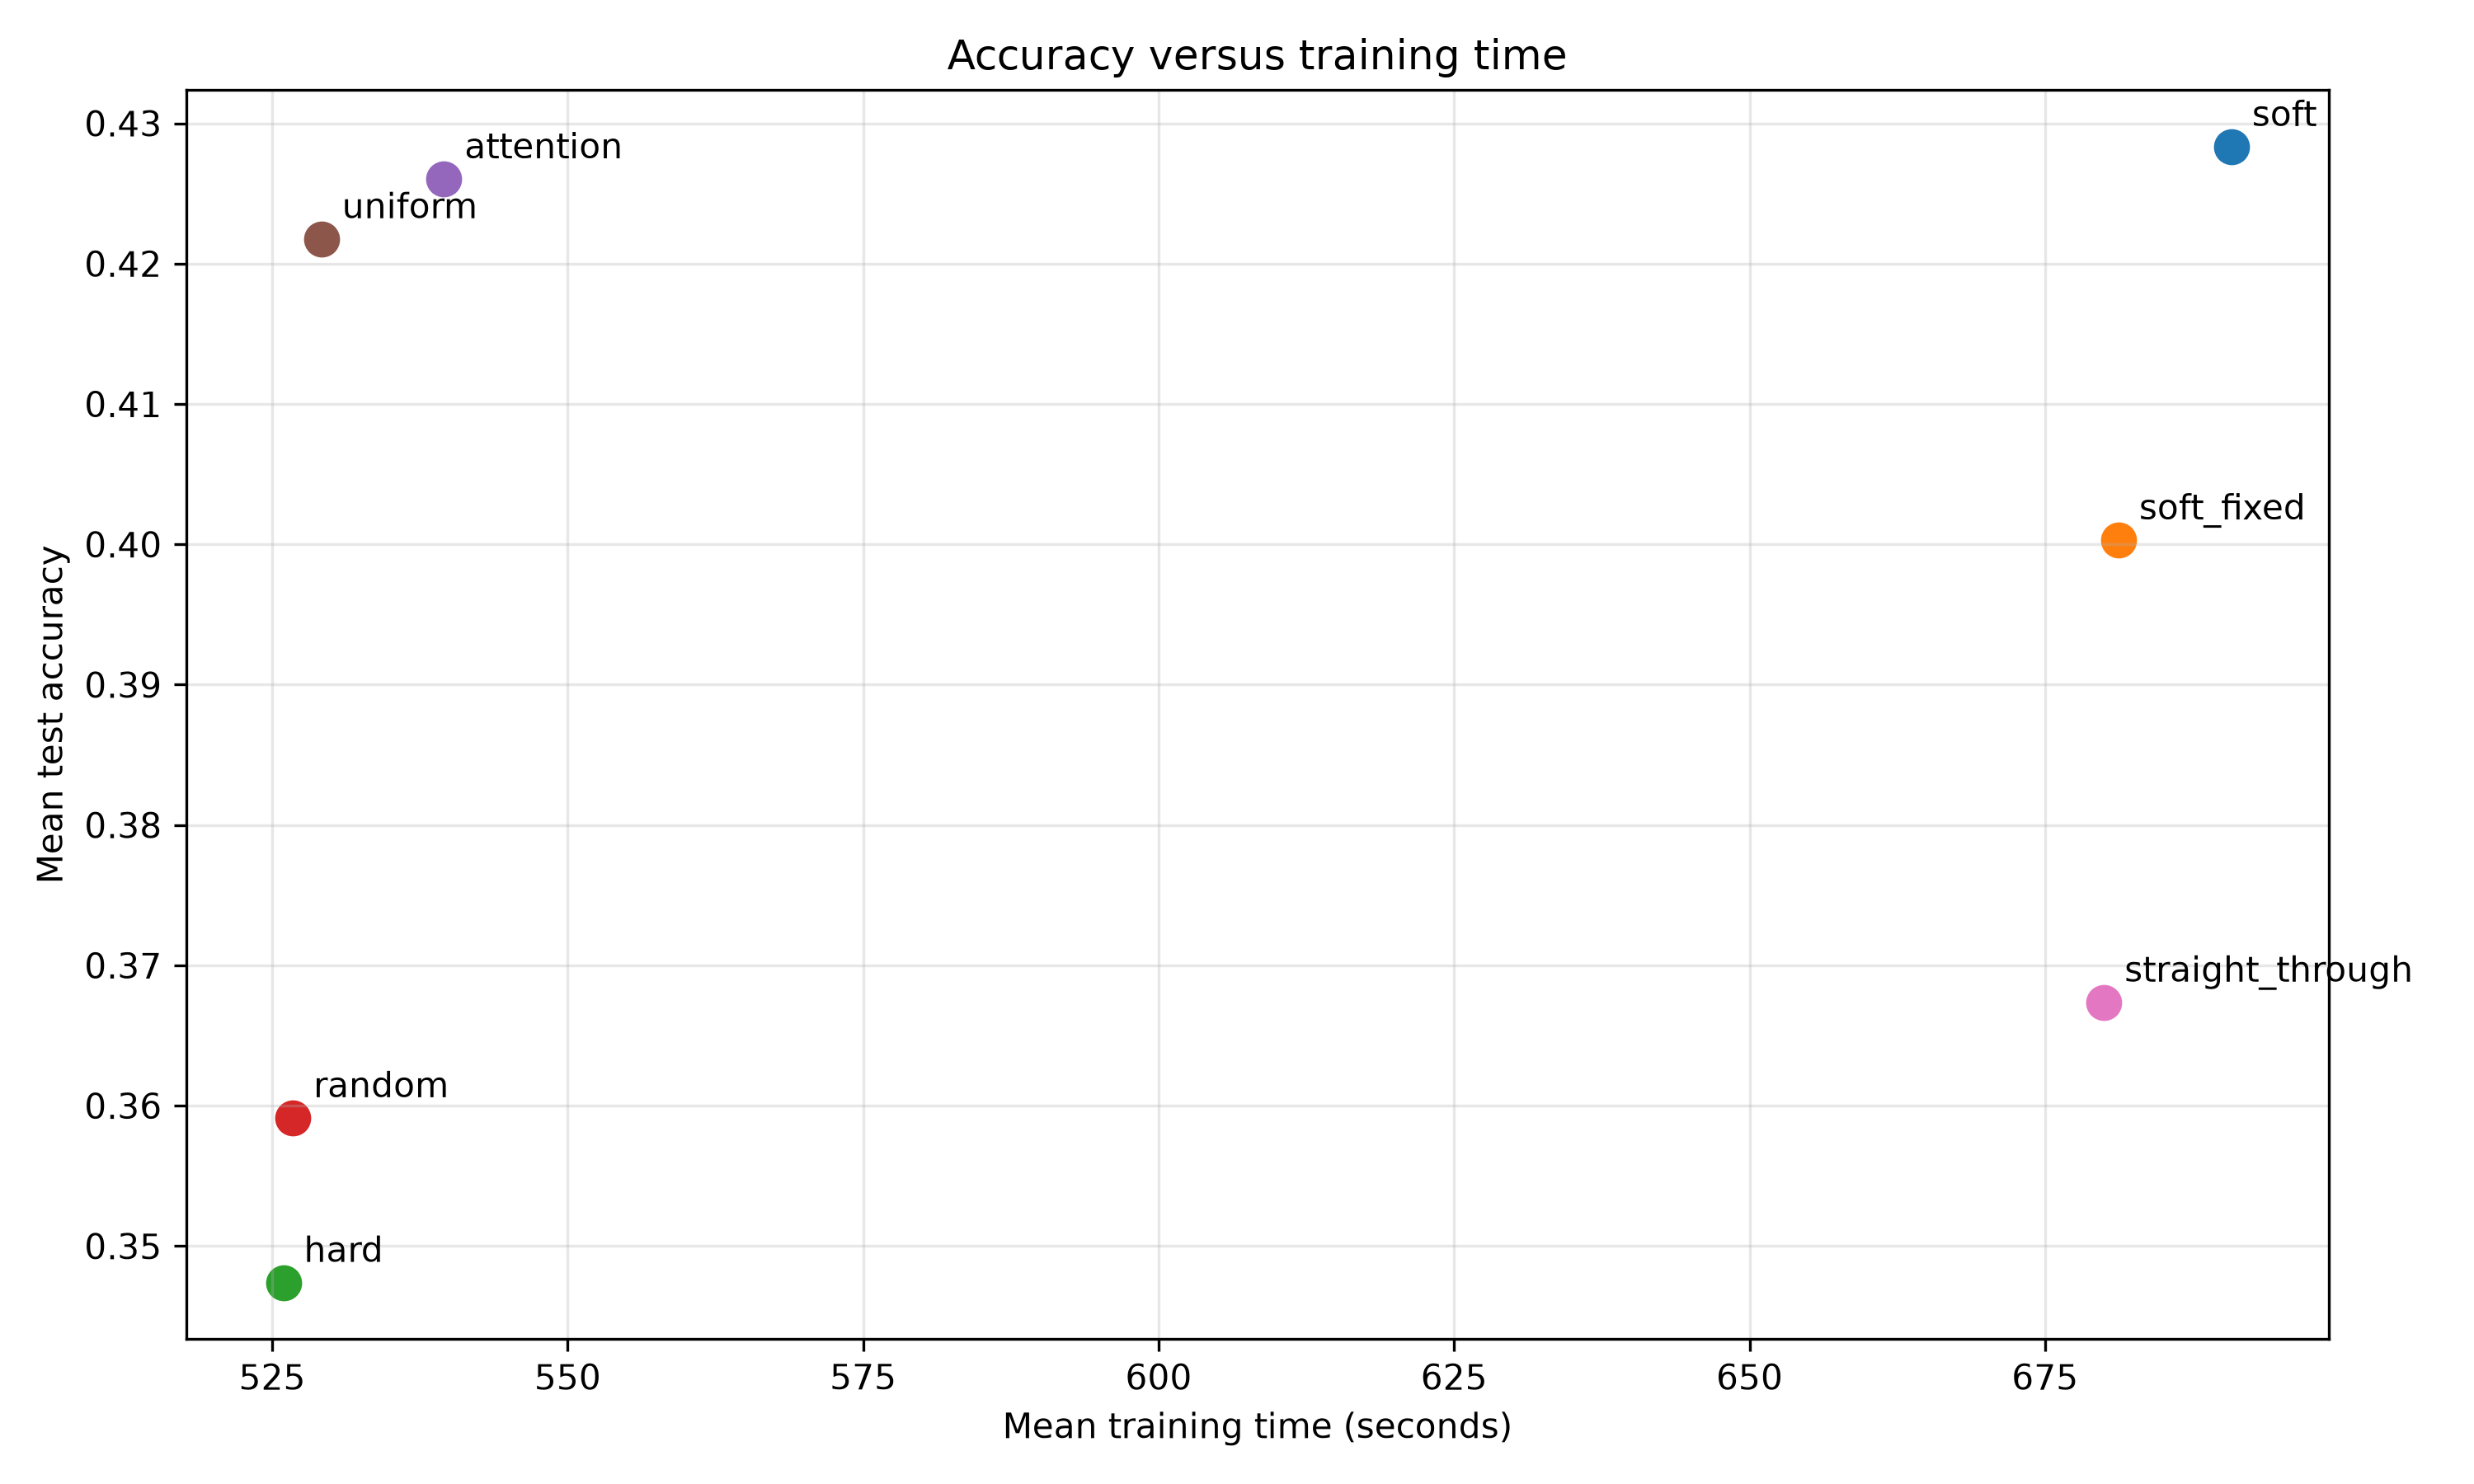 Accuracy versus training time
Mean test accuracy
0.43
0.42
0.41
0.40
0.39
0.38
0.37
0.36
0.35
soft
attention
uniform
soft_fixed
straight_through
random
hard
525 550 575 600 625 650 675
Mean training time (seconds)